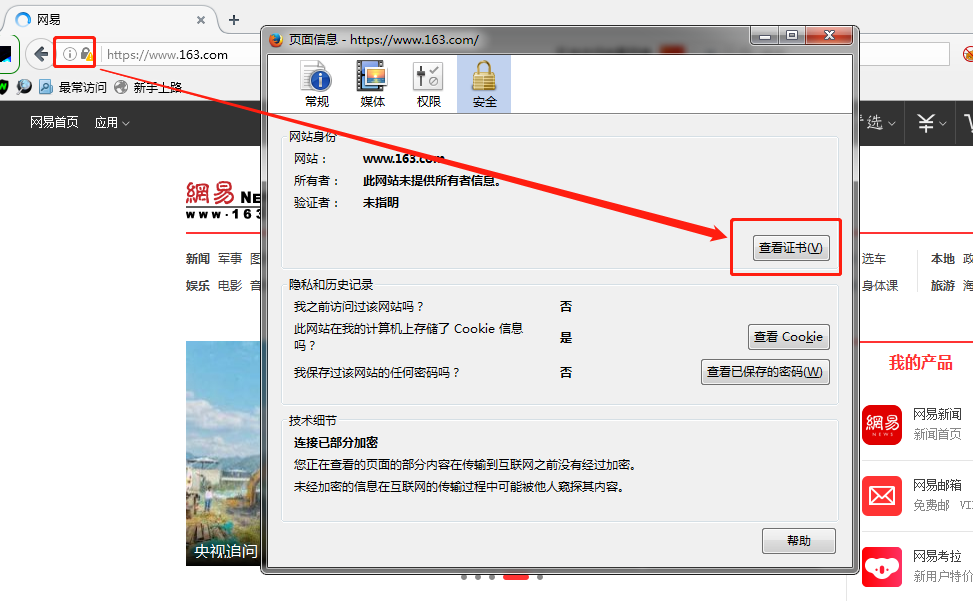 网易
页面信息 - https://www.163.com/
https://www.163.com
最常访问 新手上路
常规 媒体 权限 安全
网易首页 应用
选
網易 NE
www.163
新闻 军事
娱乐 电影 音
选车 本地 政
身体课 旅游 海
网站身份
网站： www.163.com
所有者： 此网站未提供所有者信息。
验证者： 未指明
查看证书(V)
隐私和历史记录
我之前访问过该网站吗？ 否
此网站在我的计算机上存储了 Cookie 信息
吗？ 是
查看 Cookie
我保存过该网站的任何密码吗？ 否
查看已保存的密码(W)
技术细节
连接已部分加密
您正在查看的页面的部分内容在传输到互联网之前没有经过加密。
未经加密的信息在互联网的传输过程中可能被他人窥探其内容。
帮助
央视追问
我的产品
網易
NEWS
网易新闻
新闻首页
网易邮箱
免费邮 VI
网易考拉
新用户特价